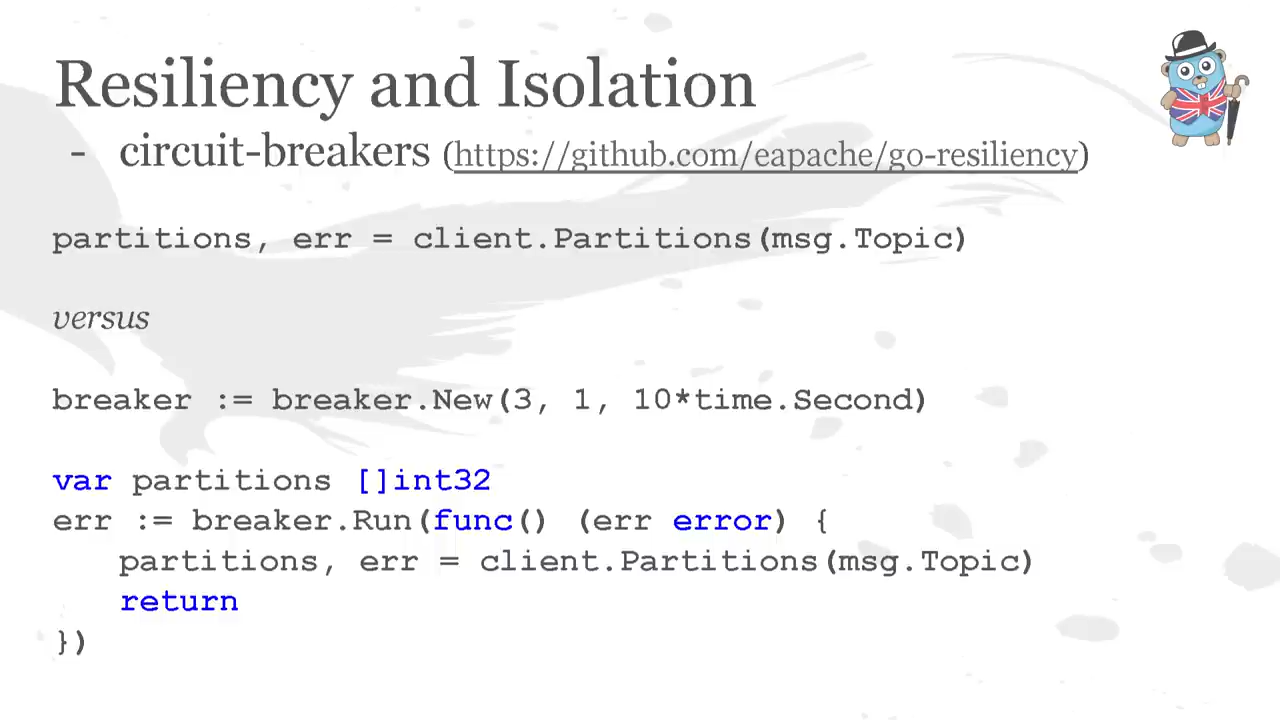 Resiliency and Isolation
- circuit-breakers (https://github.com/eapache/go-resiliency)
partitions, err = client.Partitions(msg.Topic)
versus
breaker := breaker.New(3, 1, 10*time.Second)
var partitions []int32
err := breaker.Run(func() (err error) {
    partitions, err = client.Partitions(msg.Topic)
    return
})